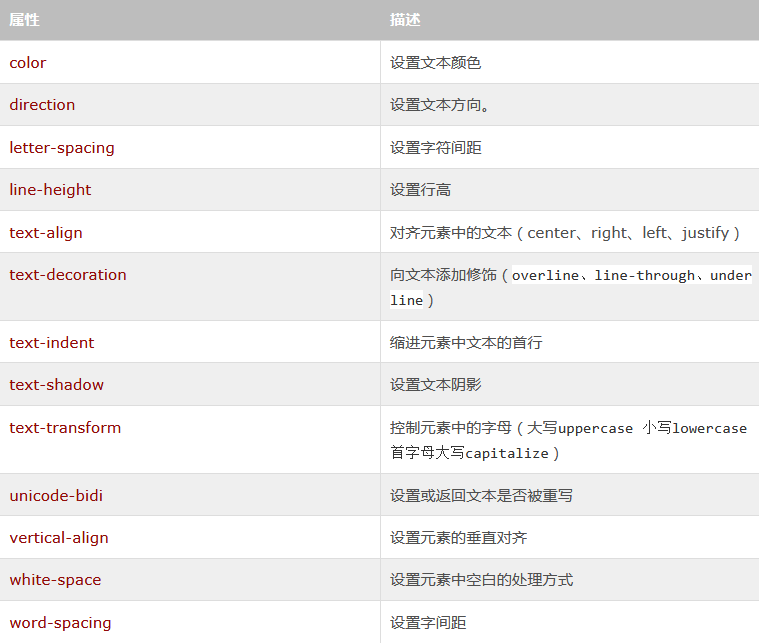 属性 描述
color 设置文本颜色
direction 设置文本方向。
letter-spacing 设置字符间距
line-height 设置行高
text-align 对齐元素中的文本（center、right、left、justify）
text-decoration 向文本添加修饰（overline、line-through、under
line）
text-indent 缩进元素中文本的首行
text-shadow 设置文本阴影
text-transform 控制元素中的字母（大写uppercase 小写lowercase
首字母大写capitalize）
unicode-bidi 设置或返回文本是否被重写
vertical-align 设置元素的垂直对齐
white-space 设置元素中空白的处理方式
word-spacing 设置字间距